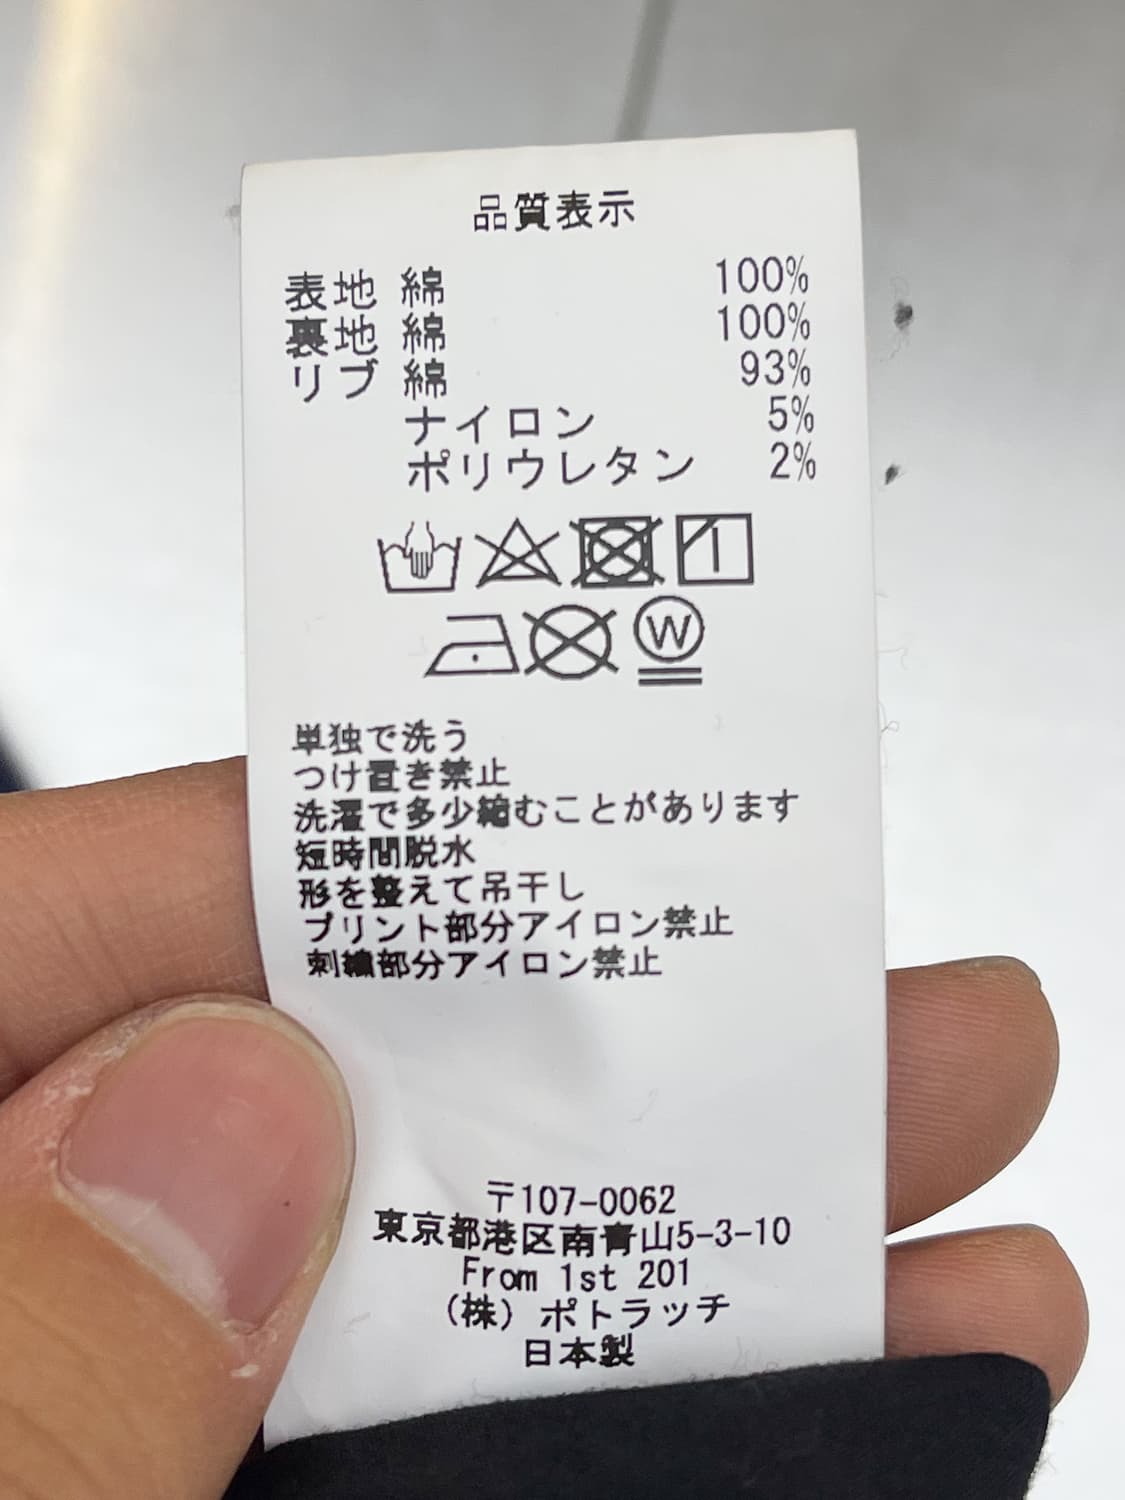 品質表示
表地 綿 100%
裏地 綿 100%
リブ 綿 93%
ナイロン 5%
ポリウレタン 2%
W
単独で洗う
つけ置き禁止
洗濯で多少縮むことがあります
短時間脱水
形を整えて吊干し
プリント部分アイロン禁止
刺繍部分アイロン禁止
〒107-0062
東京都港区南青山5-3-10
From 1st 201
(株) ポトラッチ
日本製